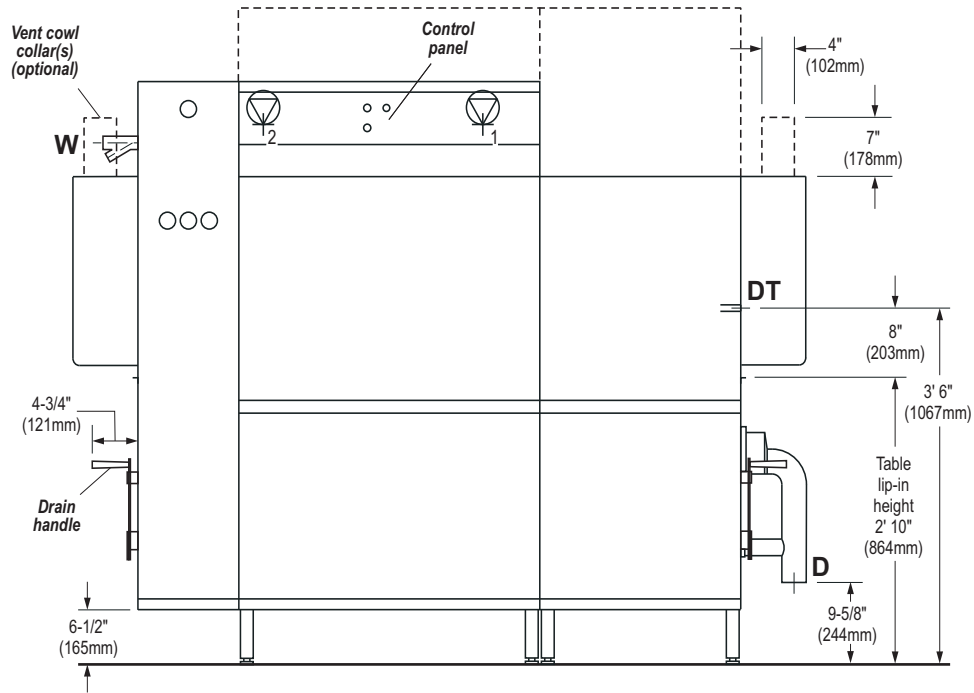 Vent cowl
collar(s)
(optional)
Control
panel
4"
(102mm)
W
2
1
7"
(178mm)
DT
8"
(203mm)
3' 6"
(1067mm)
4-3/4"
(121mm)
Drain
handle
Table
lip-in
height
2' 10"
(864mm)
D
9-5/8"
(244mm)
6-1/2"
(165mm)